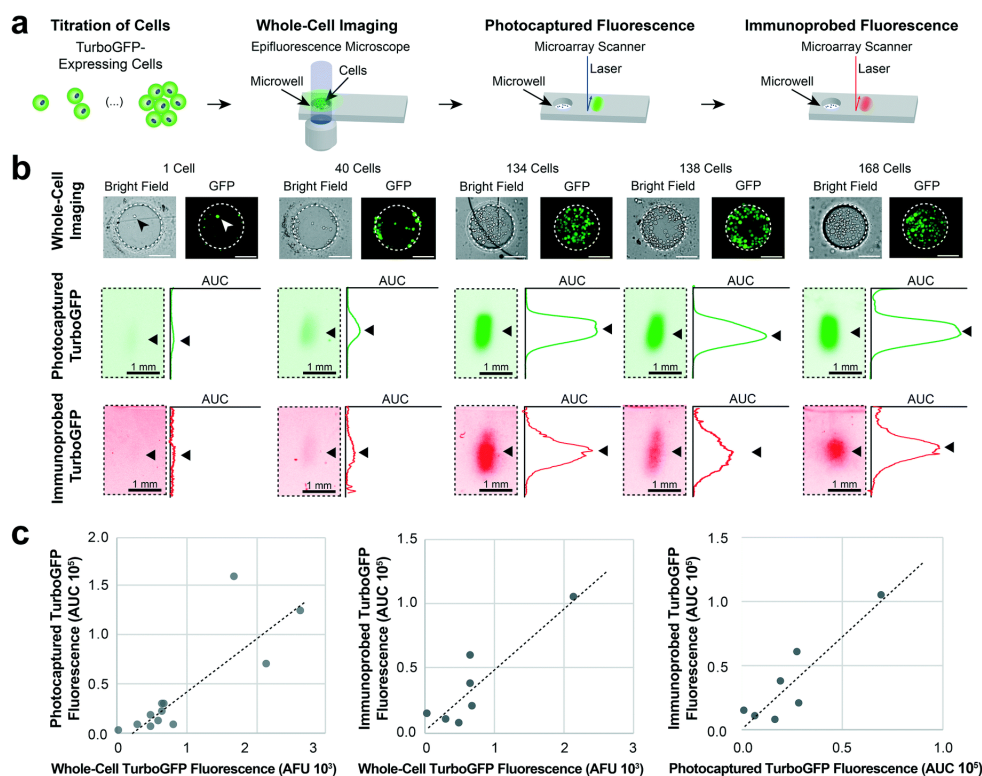 a
Titration of Cells
TurboGFP-
Expressing Cells
(...)
Whole-Cell Imaging
Epifluorescence Microscope
Microwell
Cells
Photocaptured Fluorescence
Microarray Scanner
Laser
Microwell
Immunoprobed Fluorescence
Microarray Scanner
Laser
Microwell
b
1 Cell
40 Cells
134 Cells
138 Cells
168 Cells
Bright Field
GFP
Bright Field
GFP
Bright Field
GFP
Bright Field
GFP
Bright Field
GFP
Whole-Cell
Imaging
Photocaptured
TurboGFP
AUC
AUC
AUC
AUC
AUC
1 mm
1 mm
1 mm
1 mm
1 mm
Immunoprobed
TurboGFP
AUC
AUC
AUC
AUC
AUC
1 mm
1 mm
1 mm
1 mm
1 mm
c
Photocaptured TurboGFP
Fluorescence (AUC 10⁵)
2.0
1.5
1.0
0.5
0.0
0
1
2
3
Whole-Cell TurboGFP Fluorescence (AFU 10³)
Immunoprobed TurboGFP
Fluorescence (AUC 10⁵)
1.5
1.0
0.5
0.0
0
1
2
3
Whole-Cell TurboGFP Fluorescence (AFU 10³)
Immunoprobed TurboGFP
Fluorescence (AUC 10⁵)
1.5
1.0
0.5
0.0
0.0
0.5
1.0
Photocaptured TurboGFP Fluorescence (AUC 10⁵)